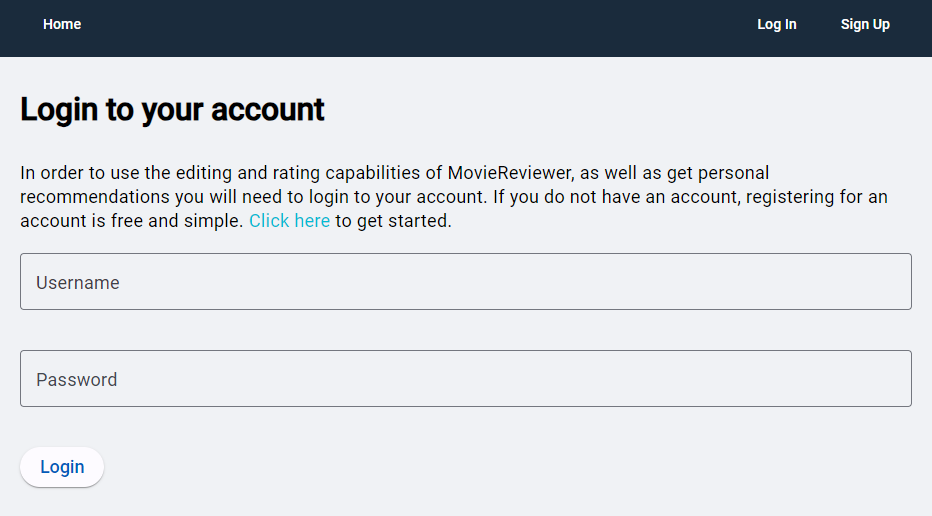 Home
Log In
Sign Up
Login to your account
In order to use the editing and rating capabilities of MovieReviewer, as well as get personal
recommendations you will need to login to your account. If you do not have an account, registering for an
account is free and simple. Click here to get started.
Username
Password
Login